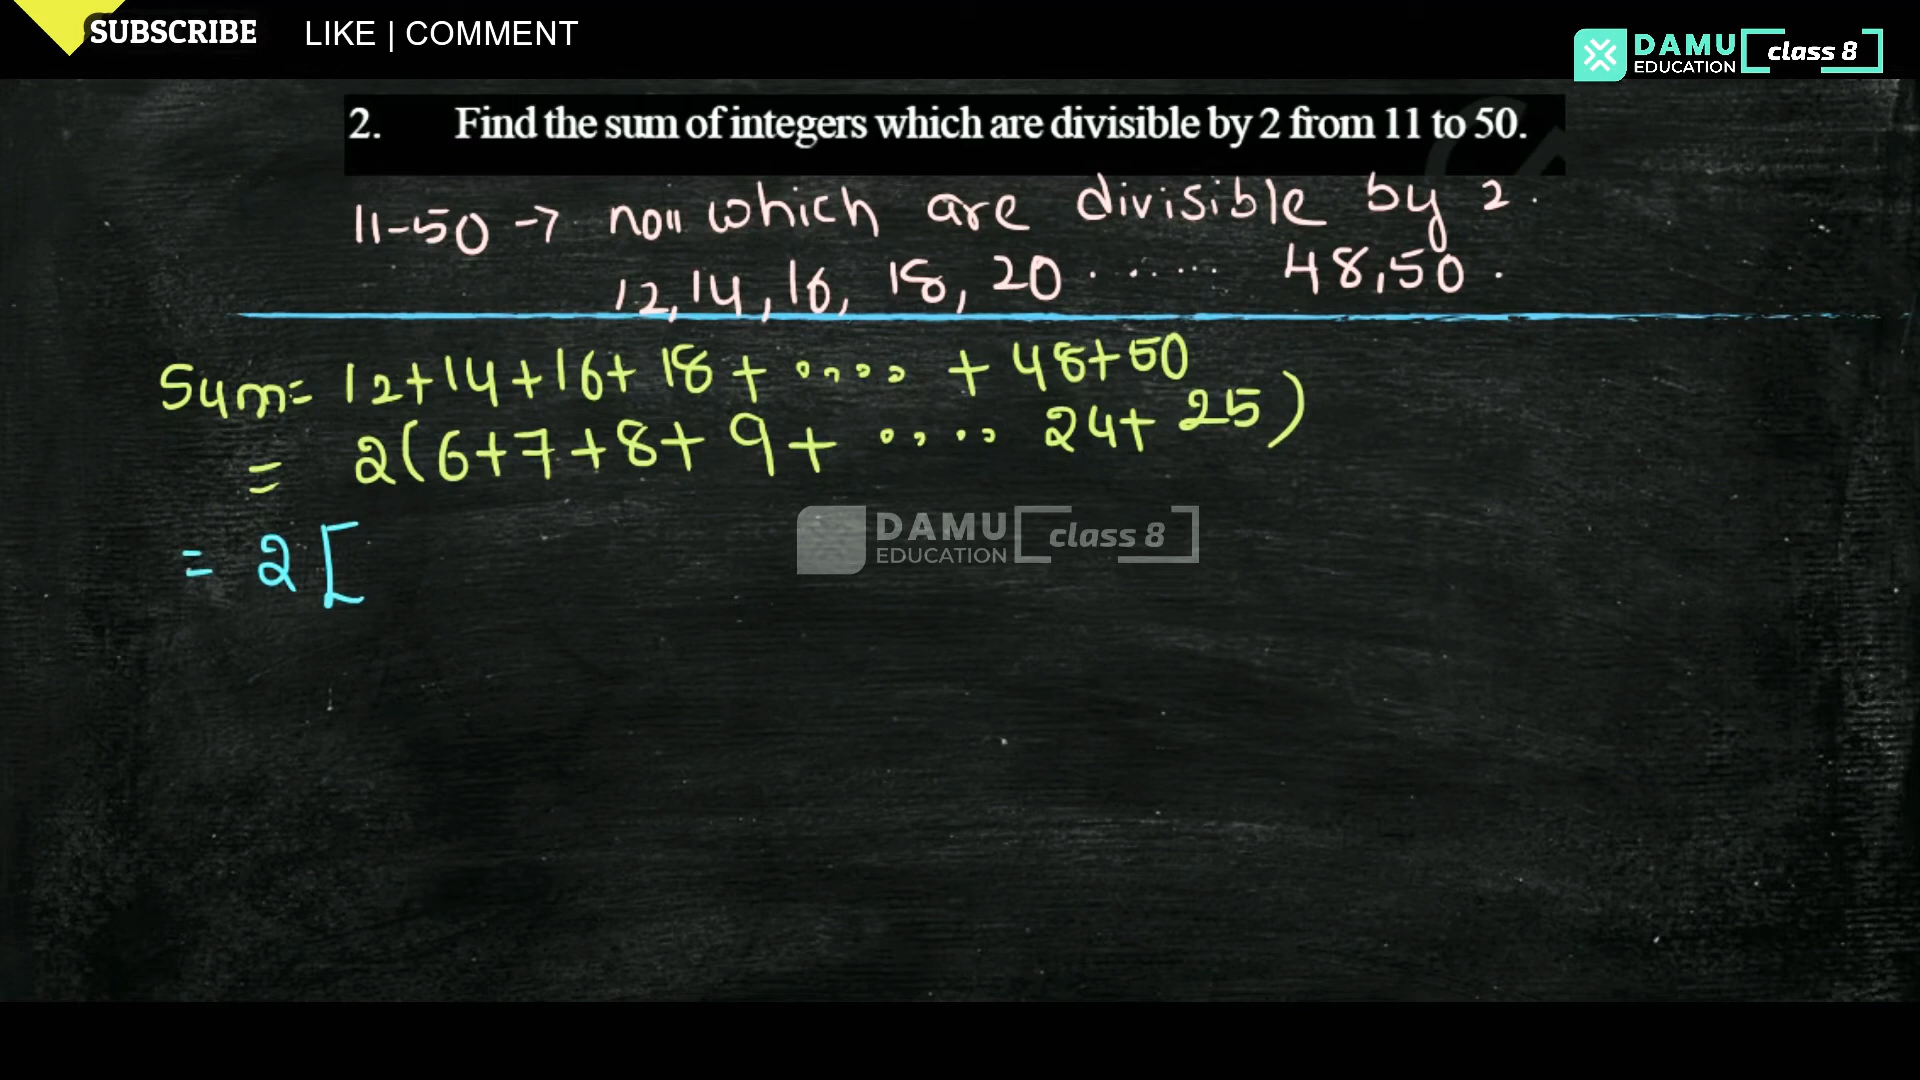 SUBSCRIBE LIKE | COMMENT
DAMU EDUCATION class 8
2. Find the sum of integers which are divisible by 2 from 11 to 50.
11-50 → no" which are divisible by 2.
12, 14, 16, 18, 20 ........ 48, 50.
Sum = 12+14+16+18+ .... + 48+50
= 2(6+7+8+9+ .... 24+25)
DAMU EDUCATION class 8
= 2 [